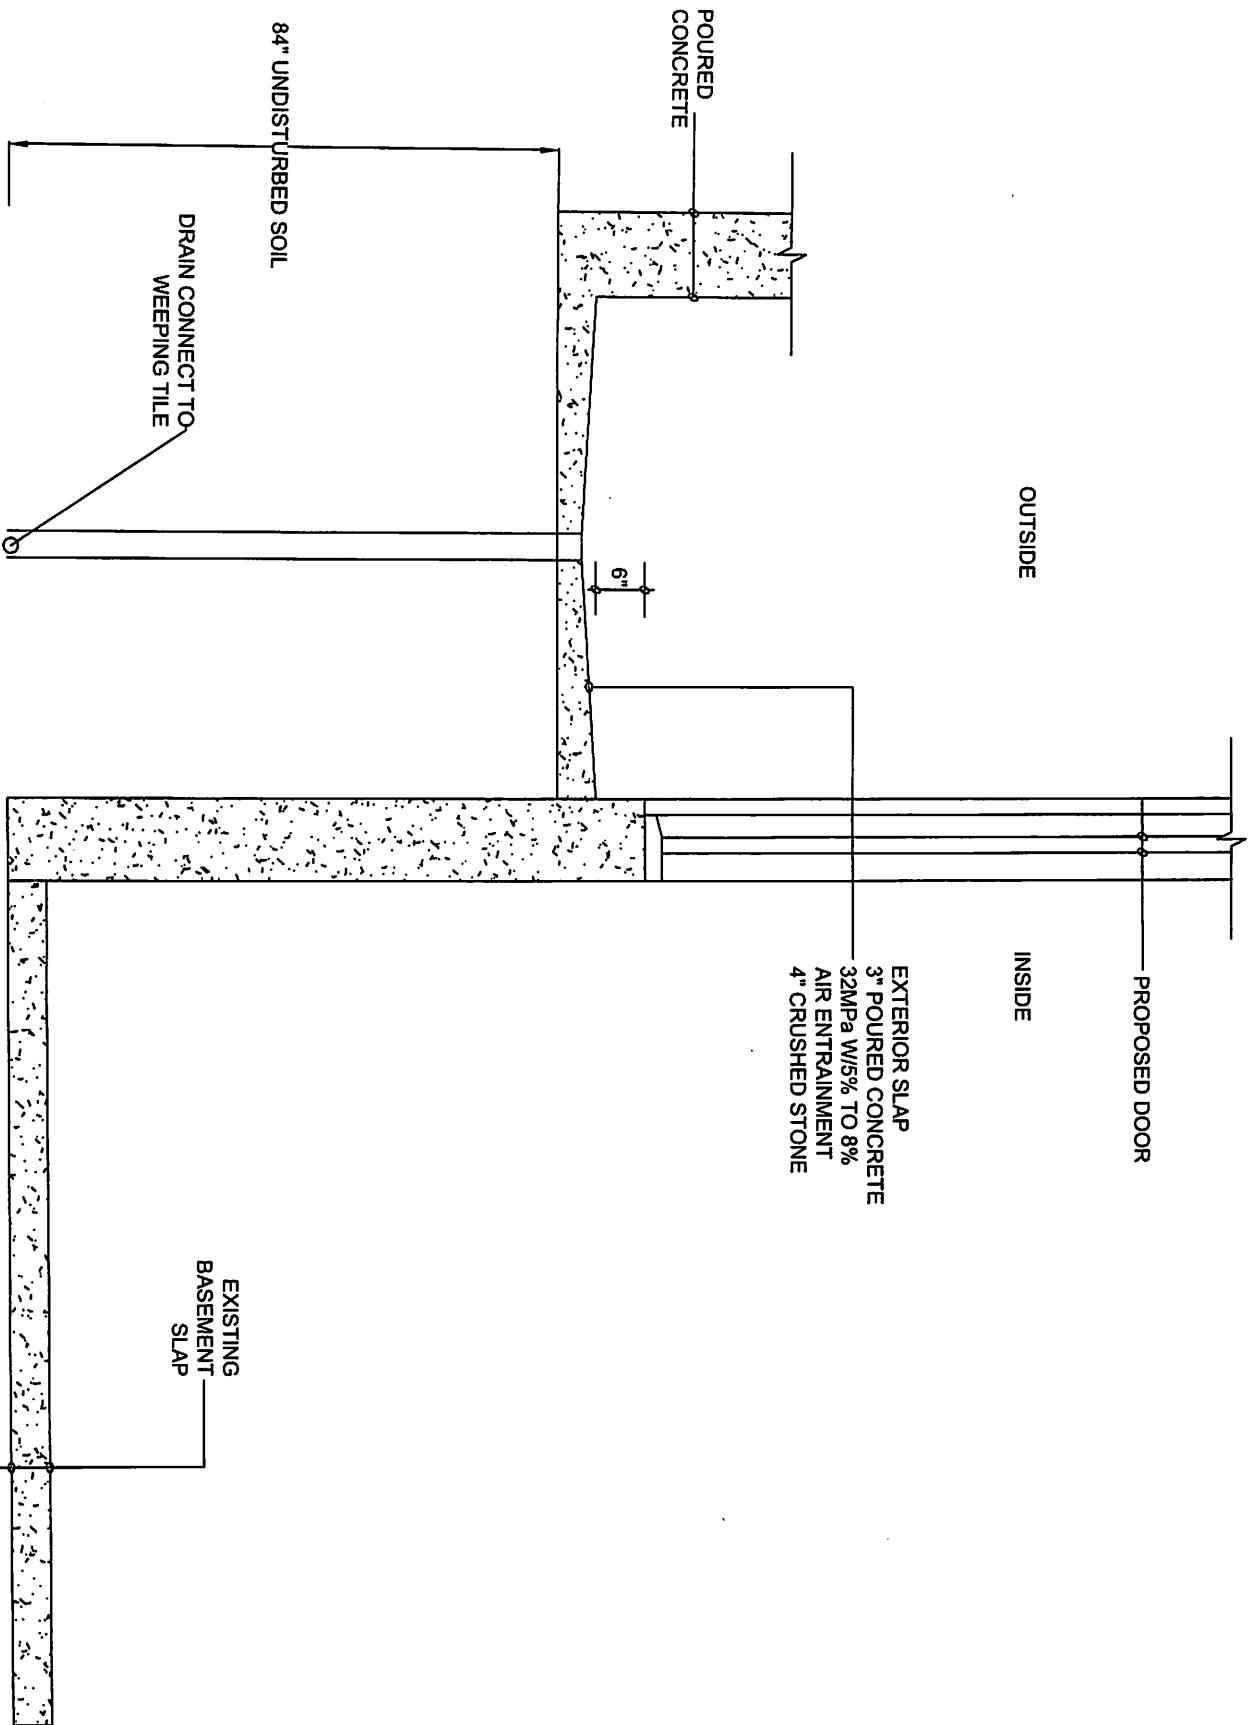 POURED
CONCRETE
84" UNDISTURBED SOIL
DRAIN CONNECT TO
WEEPING TILE
OUTSIDE
6"
PROPOSED DOOR
INSIDE
EXTERIOR SLAP
3" POURED CONCRETE
32MPa W/5% TO 8%
AIR ENTRAINMENT
4" CRUSHED STONE
EXISTING
BASEMENT
SLAP